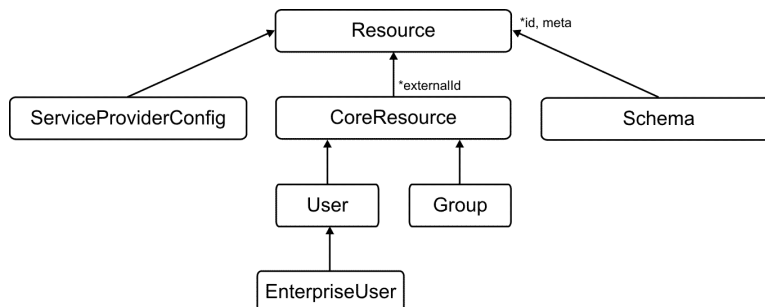 Resource
*id, meta
*externalId
ServiceProviderConfig
CoreResource
Schema
User
Group
EnterpriseUser